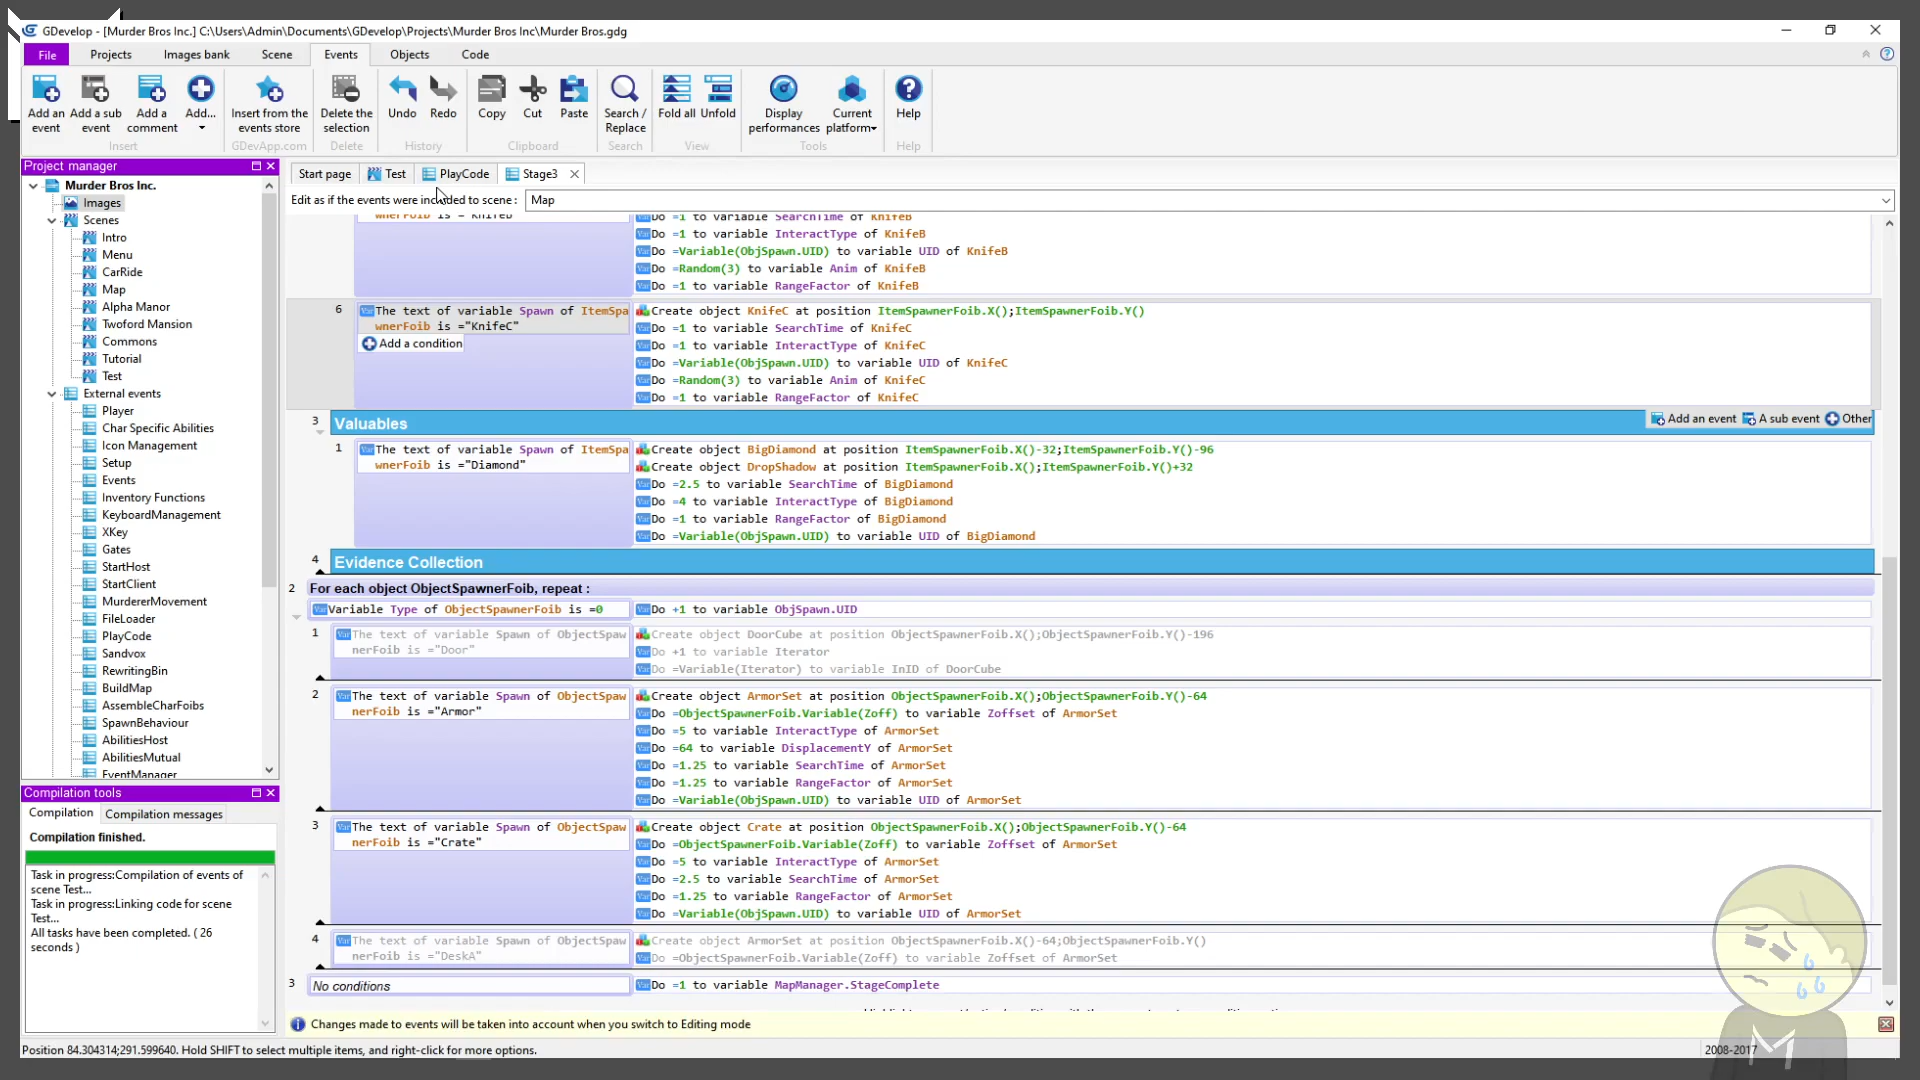 GDevelop - [Murder Bros Inc.] C:\Users\Admin\Documents\GDevelop\Projects\Murder Bros Inc\Murder Bros.gdg
File Projects Images bank Scene Events Objects Code
Add an event
Add a sub event
Add a comment
Add...
Insert from the events store
Delete the selection
Undo
Redo
Copy
Cut
Paste
Search / Replace
Fold all
Unfold
Display performances
Current platform
Help
Insert GDevApp.com Delete History Clipboard Search View Tools Help
Project manager
Murder Bros Inc.
Images
Scenes
Intro
Menu
CarRide
Map
Alpha Manor
Twoford Mansion
Commons
Tutorial
Test
External events
Player
Char Specific Abilities
Icon Management
Setup
Events
Inventory Functions
KeyboardManagement
XKey
Gates
StartHost
StartClient
MurdererMovement
FileLoader
PlayCode
Sandvox
RewritingBin
BuildMap
AssembleCharFoibs
SpawnBehaviour
AbilitiesHost
AbilitiesMutual
EventManager
Compilation tools
Compilation Compilation messages
Compilation finished.
Task in progress:Compilation of events of
scene Test...
Task in progress:Linking code for scene
Test...
All tasks have been completed. ( 26
seconds )
Start page Test PlayCode Stage3
Edit as if the events were included to scene : Map
wnerFoib is ="KnifeB"
Do =1 to variable SearchTime of KnifeB
Do =1 to variable InteractType of KnifeB
Do =Variable(ObjSpawn.UID) to variable UID of KnifeB
Do =Random(3) to variable Anim of KnifeB
Do =1 to variable RangeFactor of KnifeB
6
The text of variable Spawn of ItemSpa
wnerFoib is ="KnifeC"
Add a condition
Create object KnifeC at position ItemSpawnerFoib.X();ItemSpawnerFoib.Y()
Do =1 to variable SearchTime of KnifeC
Do =1 to variable InteractType of KnifeC
Do =Variable(ObjSpawn.UID) to variable UID of KnifeC
Do =Random(3) to variable Anim of KnifeC
Do =1 to variable RangeFactor of KnifeC
3 Valuables Add an event A sub event Other
1
The text of variable Spawn of ItemSpa
wnerFoib is ="Diamond"
Create object BigDiamond at position ItemSpawnerFoib.X()-32;ItemSpawnerFoib.Y()-96
Create object DropShadow at position ItemSpawnerFoib.X();ItemSpawnerFoib.Y()+32
Do =2.5 to variable SearchTime of BigDiamond
Do =4 to variable InteractType of BigDiamond
Do =1 to variable RangeFactor of BigDiamond
Do =Variable(ObjSpawn.UID) to variable UID of BigDiamond
4 Evidence Collection
2 For each object ObjectSpawnerFoib, repeat :
Variable Type of ObjectSpawnerFoib is =0
Do +1 to variable ObjSpawn.UID
1
The text of variable Spawn of ObjectSpaw
nerFoib is ="Door"
Create object DoorCube at position ObjectSpawnerFoib.X();ObjectSpawnerFoib.Y()-196
Do +1 to variable Iterator
Do =Variable(Iterator) to variable InID of DoorCube
2
The text of variable Spawn of ObjectSpaw
nerFoib is ="Armor"
Create object ArmorSet at position ObjectSpawnerFoib.X();ObjectSpawnerFoib.Y()-64
Do =ObjectSpawnerFoib.Variable(Zoff) to variable Zoffset of ArmorSet
Do =5 to variable InteractType of ArmorSet
Do =64 to variable DisplacementY of ArmorSet
Do =1.25 to variable SearchTime of ArmorSet
Do =1.25 to variable RangeFactor of ArmorSet
Do =Variable(ObjSpawn.UID) to variable UID of ArmorSet
3
The text of variable Spawn of ObjectSpaw
nerFoib is ="Crate"
Create object Crate at position ObjectSpawnerFoib.X();ObjectSpawnerFoib.Y()-64
Do =ObjectSpawnerFoib.Variable(Zoff) to variable Zoffset of ArmorSet
Do =5 to variable InteractType of ArmorSet
Do =2.5 to variable SearchTime of ArmorSet
Do =1.25 to variable RangeFactor of ArmorSet
Do =Variable(ObjSpawn.UID) to variable UID of ArmorSet
4
The text of variable Spawn of ObjectSpaw
nerFoib is ="DeskA"
Create object ArmorSet at position ObjectSpawnerFoib.X()-64;ObjectSpawnerFoib.Y()
Do =ObjectSpawnerFoib.Variable(Zoff) to variable Zoffset of ArmorSet
3 No conditions
Do =1 to variable MapManager.StageComplete
Changes made to events will be taken into account when you switch to Editing mode
Position 84.304314;291.599640. Hold SHIFT to select multiple items, and right-click for more options.
2008-2017